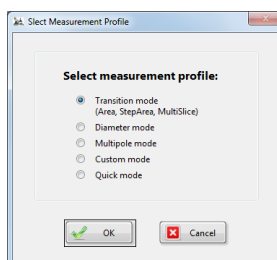 Slect Measurement Profile
Select measurement profile:
Transition mode
(Area, StepArea, MultiSlice)
Diameter mode
Multipole mode
Custom mode
Quick mode
OK
Cancel